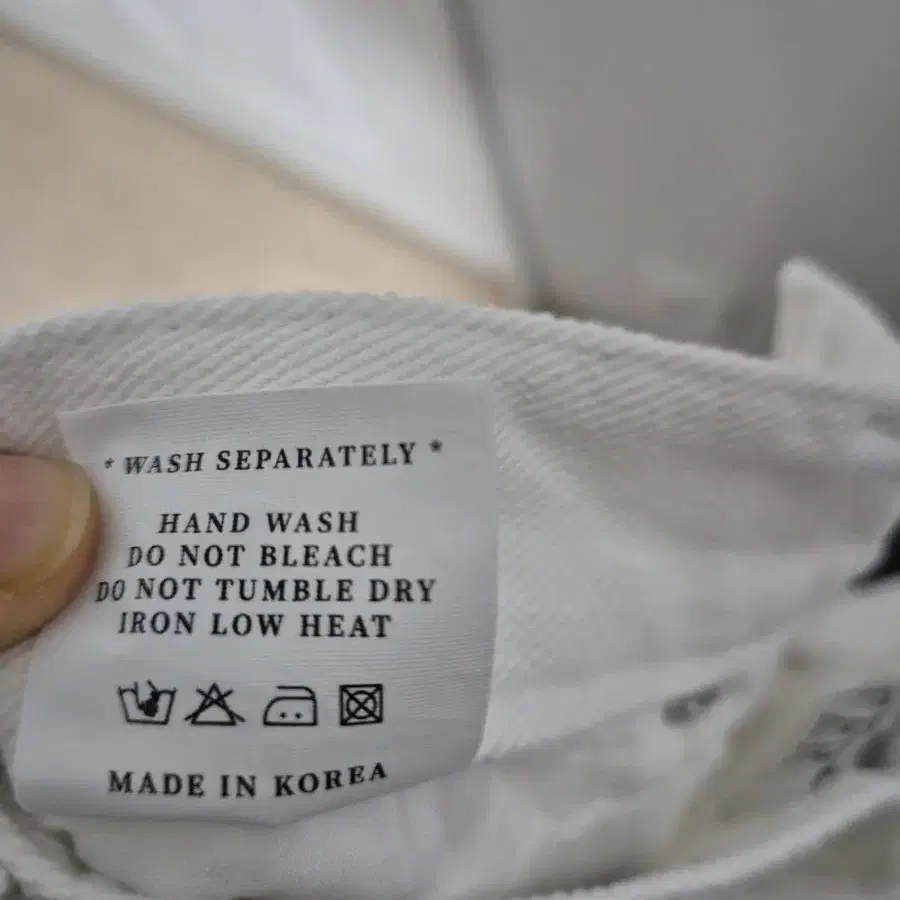 * WASH SEPARATELY *
HAND WASH
DO NOT BLEACH
DO NOT TUMBLE DRY
IRON LOW HEAT
MADE IN KOREA